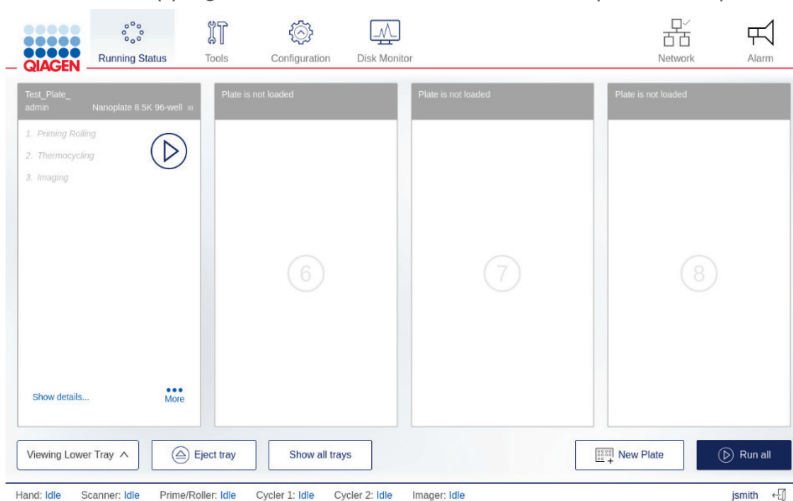 QIAGEN
Running Status
Tools
Configuration
Disk Monitor
Network
Alarm
Test_Plate_
admin Nanoplate 8.5K 96-well
Plate is not loaded
Plate is not loaded
Plate is not loaded
1. Priming Rolling
2. Thermocycling
3. Imaging
6
7
8
Show details...
More
Viewing Lower Tray
Eject tray
Show all trays
New Plate
Run all
Hand: Idle Scanner: Idle Prime/Roller: Idle Cycler 1: Idle Cycler 2: Idle Imager: Idle jsmith